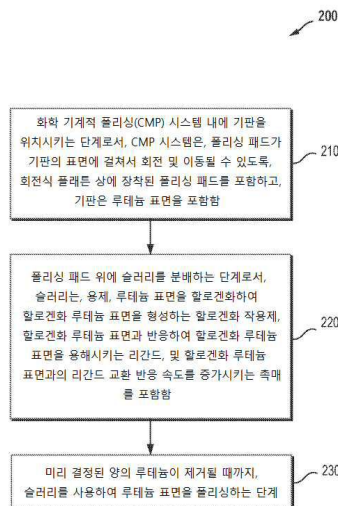 200
화학 기계적 폴리싱(CMP) 시스템 내에 기판을
위치시키는 단계로서, CMP 시스템은, 폴리싱 패드가
기판의 표면에 걸쳐서 회전 및 이동될 수 있도록,
회전식 플래튼 상에 장착된 폴리싱 패드를 포함하고,
기판은 루테늄 표면을 포함함
210
폴리싱 패드 위에 슬러리를 분배하는 단계로서,
슬러리는, 용제, 루테늄 표면을 할로겐화하여
할로겐화 루테늄 표면을 형성하는 할로겐화 작용제,
할로겐화 루테늄 표면과 반응하여 할로겐화 루테늄
표면을 용해시키는 리간드, 및 할로겐화 루테늄
표면과의 리간드 교환 반응 속도를 증가시키는 촉매
를 포함함
220
미리 결정된 양의 루테늄이 제거될 때까지,
슬러리를 사용하여 루테늄 표면을 폴리싱하는 단계
230